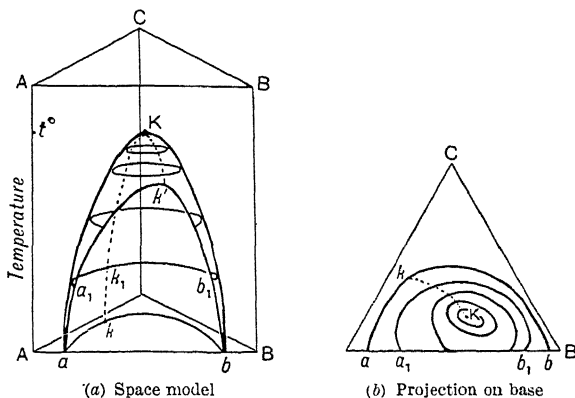 C
A
B
t°
K
k'
Temperature
a₁
k₁
b₁
k
A
a
b
B
(a) Space model
C
k
K
a
a₁
b₁
b
B
(b) Projection on base